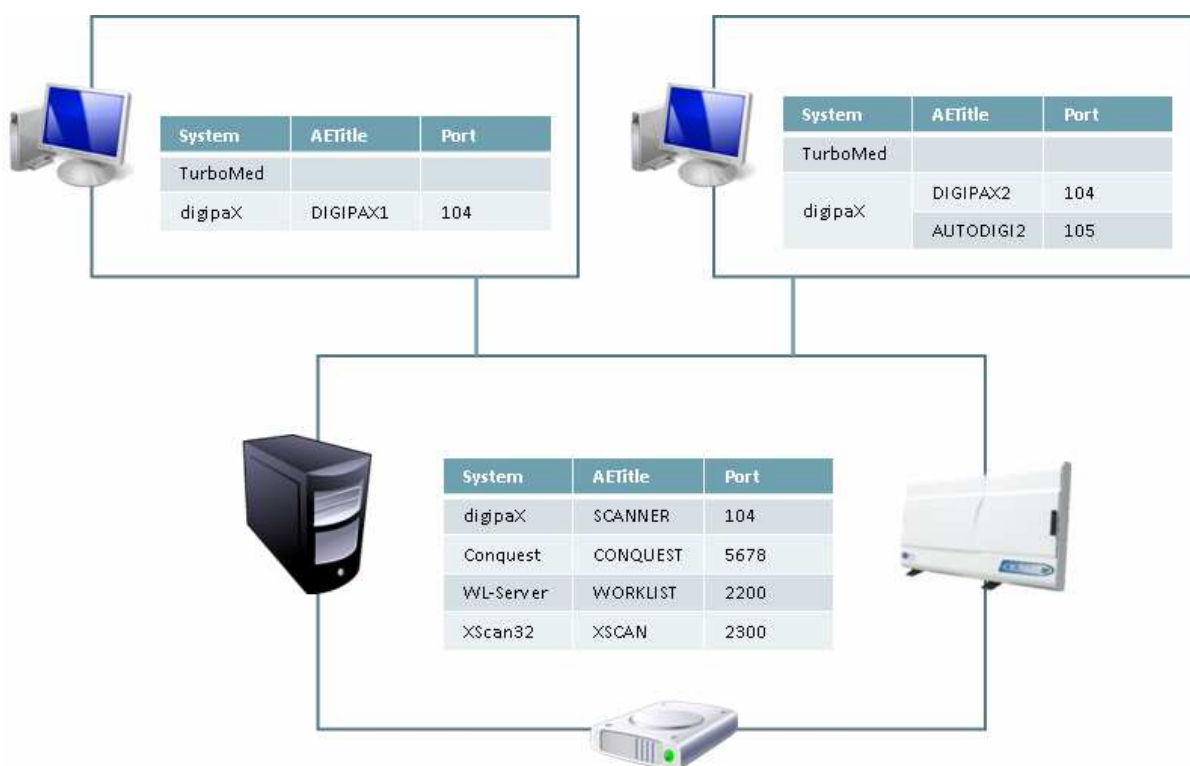 System AETitle Port
TurboMed
digipaX DIGIPAX1 104
System AETitle Port
TurboMed
digipaX
DIGIPAX2 104
AUTODIGI2 105
System AETitle Port
digipaX SCANNER 104
Conquest CONQUEST 5678
WL-Server WORKLIST 2200
XScan32 XSCAN 2300